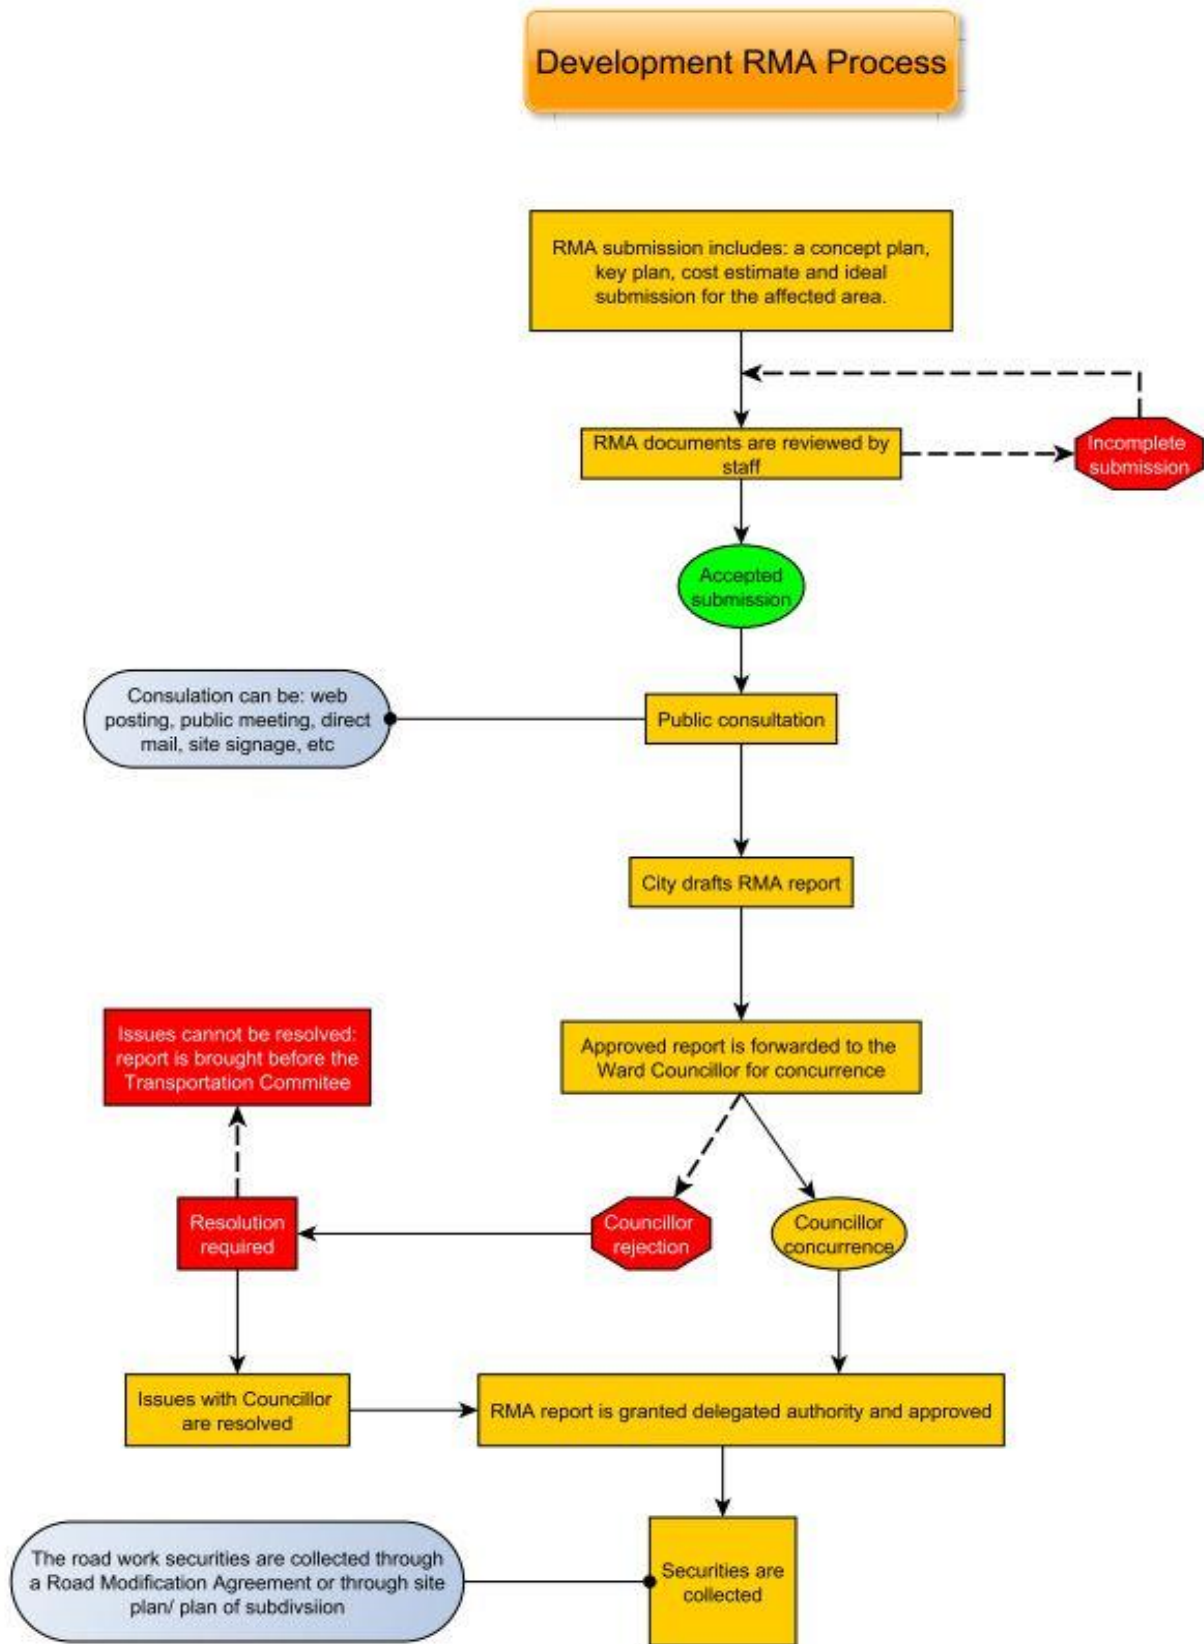 Development RMA Process
RMA submission includes: a concept plan,
key plan, cost estimate and ideal
submission for the affected area.
RMA documents are reviewed by
staff
Incomplete
submission
Accepted
submission
Consulation can be: web
posting, public meeting, direct
mail, site signage, etc
Public consultation
City drafts RMA report
Issues cannot be resolved:
report is brought before the
Transportation Commitee
Approved report is forwarded to the
Ward Councillor for concurrence
Resolution
required
Councillor
rejection
Councillor
concurrence
Issues with Councillor
are resolved
RMA report is granted delegated authority and approved
The road work securities are collected through
a Road Modification Agreement or through site
plan/ plan of subdivsiion
Securities are
collected